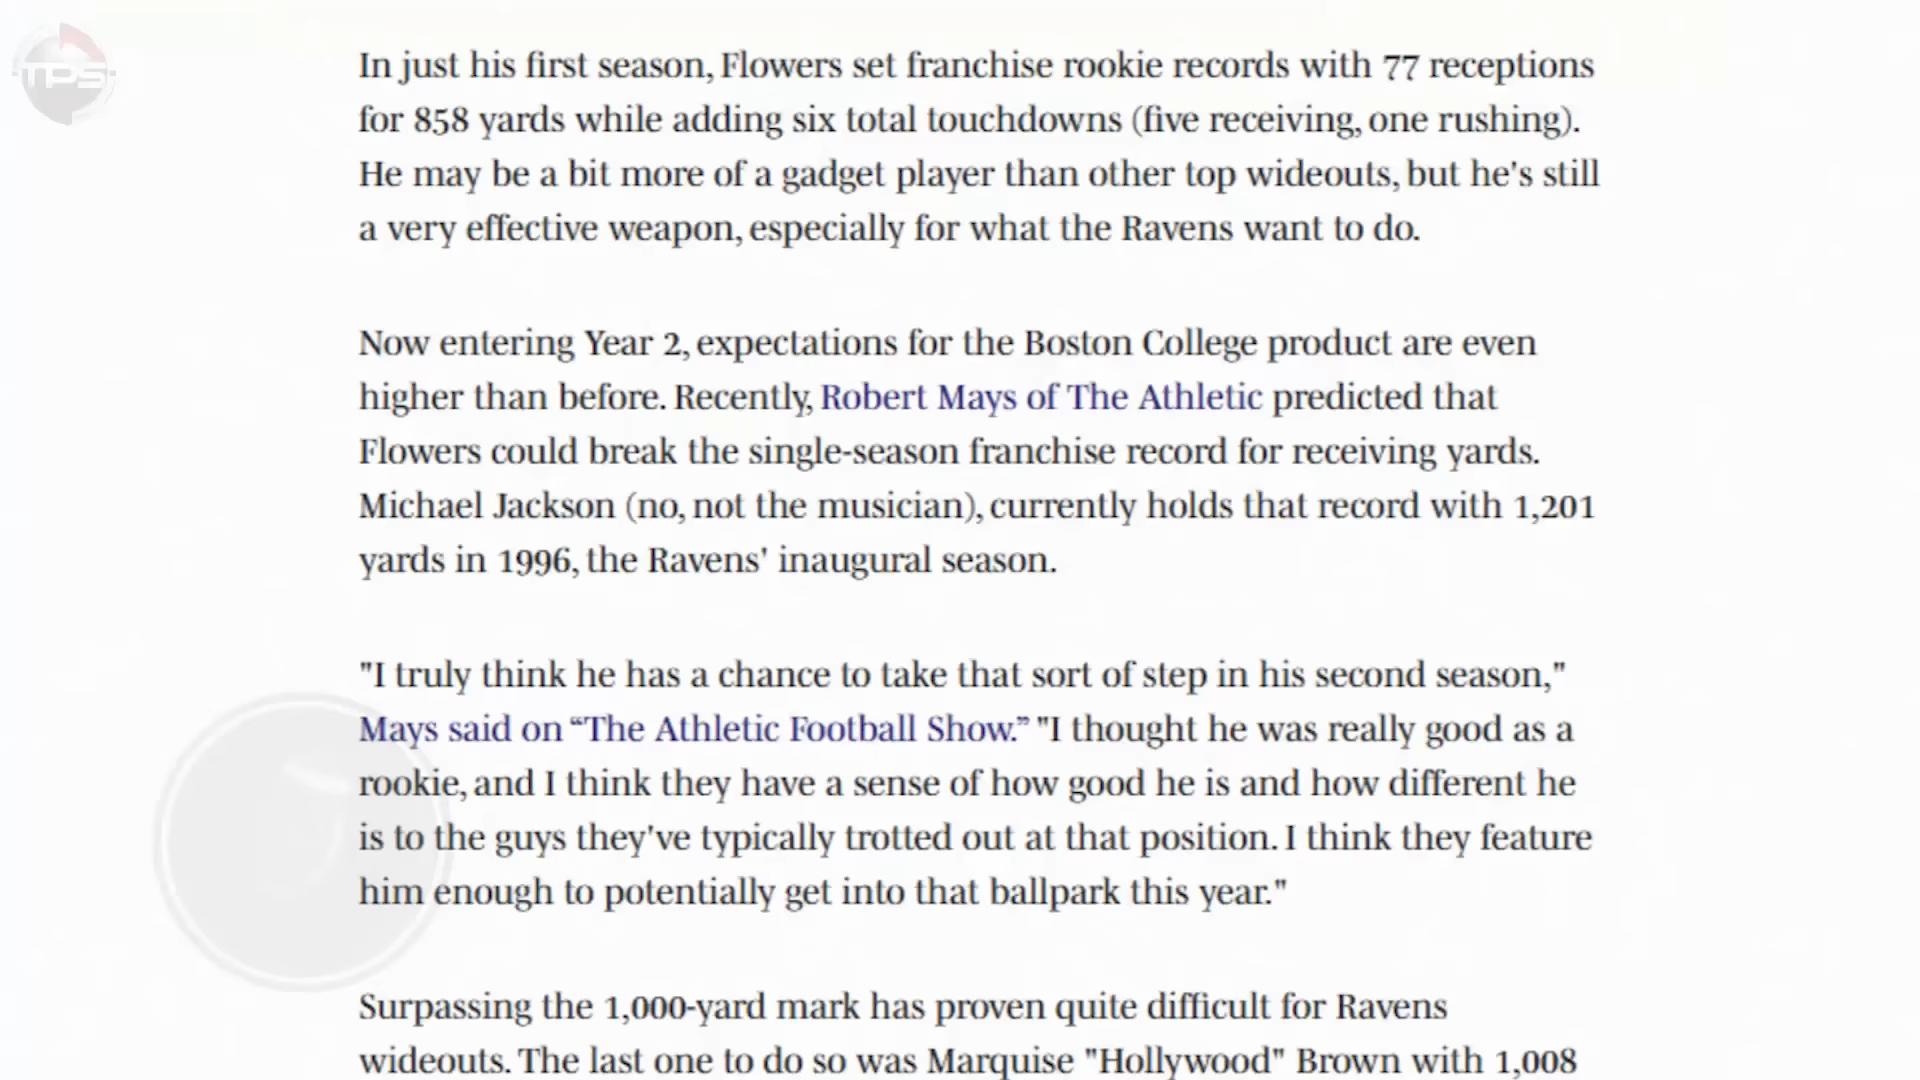 TPS
In just his first season, Flowers set franchise rookie records with 77 receptions
for 858 yards while adding six total touchdowns (five receiving, one rushing).
He may be a bit more of a gadget player than other top wideouts, but he's still
a very effective weapon, especially for what the Ravens want to do.
Now entering Year 2, expectations for the Boston College product are even
higher than before. Recently, Robert Mays of The Athletic predicted that
Flowers could break the single-season franchise record for receiving yards.
Michael Jackson (no, not the musician), currently holds that record with 1,201
yards in 1996, the Ravens' inaugural season.
"I truly think he has a chance to take that sort of step in his second season,"
Mays said on “The Athletic Football Show.” "I thought he was really good as a
rookie, and I think they have a sense of how good he is and how different he
is to the guys they've typically trotted out at that position. I think they feature
him enough to potentially get into that ballpark this year."
Surpassing the 1,000-yard mark has proven quite difficult for Ravens
wideouts. The last one to do so was Marquise "Hollywood" Brown with 1,008